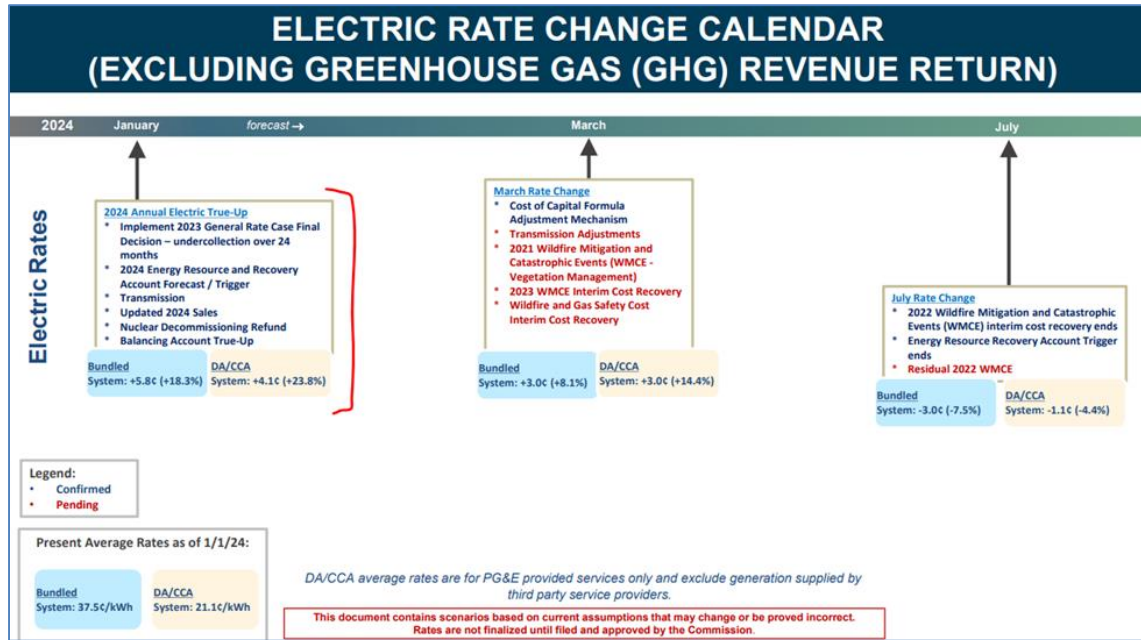 ELECTRIC RATE CHANGE CALENDAR
(EXCLUDING GREENHOUSE GAS (GHG) REVENUE RETURN)
2024 January forecast→ March July
Electric Rates
2024 Annual Electric True-Up
* Implement 2023 General Rate Case Final
Decision – undercollection over 24
months
* 2024 Energy Resource and Recovery
Account Forecast / Trigger
* Transmission
* Updated 2024 Sales
* Nuclear Decommissioning Refund
* Balancing Account True-Up
Bundled
System: +5.8¢ (+18.3%)
DA/CCA
System: +4.1¢ (+23.8%)
March Rate Change
* Cost of Capital Formula
Adjustment Mechanism
* Transmission Adjustments
* 2021 Wildfire Mitigation and
Catastrophic Events (WMCE -
Vegetation Management)
* 2023 WMCE Interim Cost Recovery
* Wildfire and Gas Safety Cost
Interim Cost Recovery
Bundled
System: +3.0¢ (+8.1%)
DA/CCA
System: +3.0¢ (+14.4%)
July Rate Change
* 2022 Wildfire Mitigation and Catastrophic
Events (WMCE) interim cost recovery ends
* Energy Resource Recovery Account Trigger
ends
* Residual 2022 WMCE
Bundled
System: -3.0¢ (-7.5%)
DA/CCA
System: -1.1¢ (-4.4%)
Legend:
• Confirmed
• Pending
Present Average Rates as of 1/1/24:
Bundled
System: 37.5¢/kWh
DA/CCA
System: 21.1¢/kWh
DA/CCA average rates are for PG&E provided services only and exclude generation supplied by
third party service providers.
This document contains scenarios based on current assumptions that may change or be proved incorrect.
Rates are not finalized until filed and approved by the Commission.